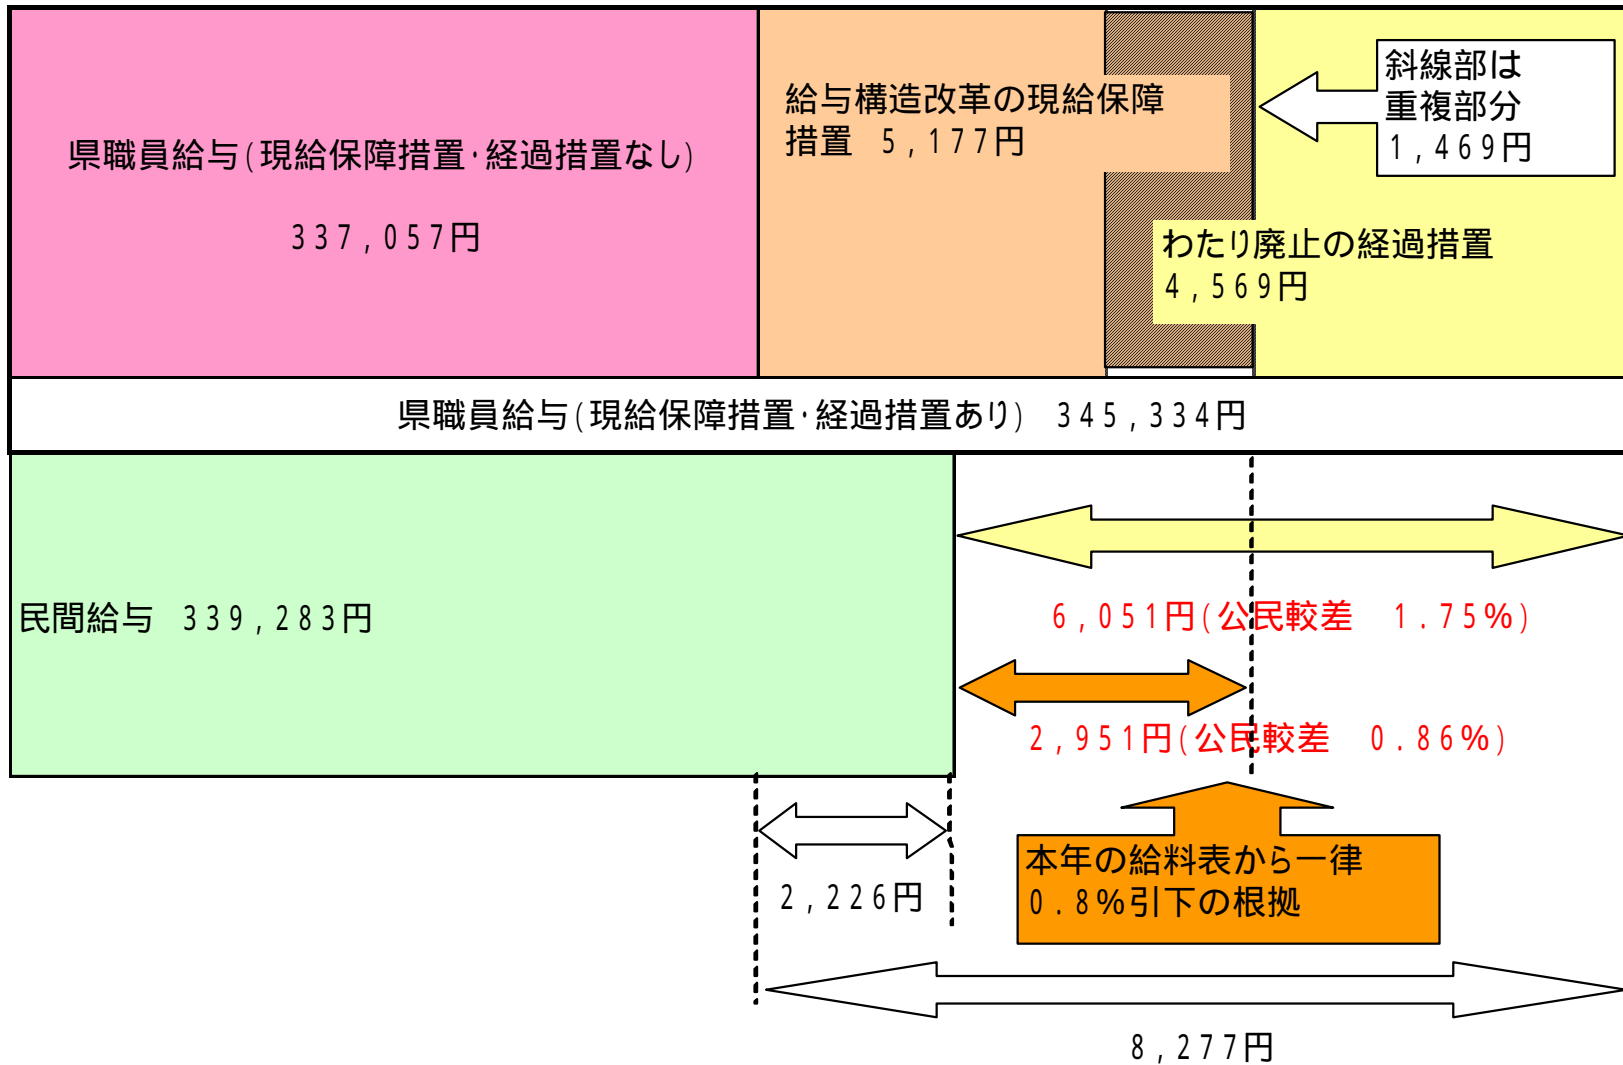 県職員給与(現給保障措置・経過措置なし)
337,057円
給与構造改革の現給保障
措置 5,177円
斜線部は
重複部分
1,469円
わたり廃止の経過措置
4,569円
県職員給与(現給保障措置・経過措置あり) 345,334円
民間給与 339,283円
6,051円(公民較差 1.75%)
2,951円(公民較差 0.86%)
2,226円
本年の給料表から一律
0.8%引下の根拠
8,277円